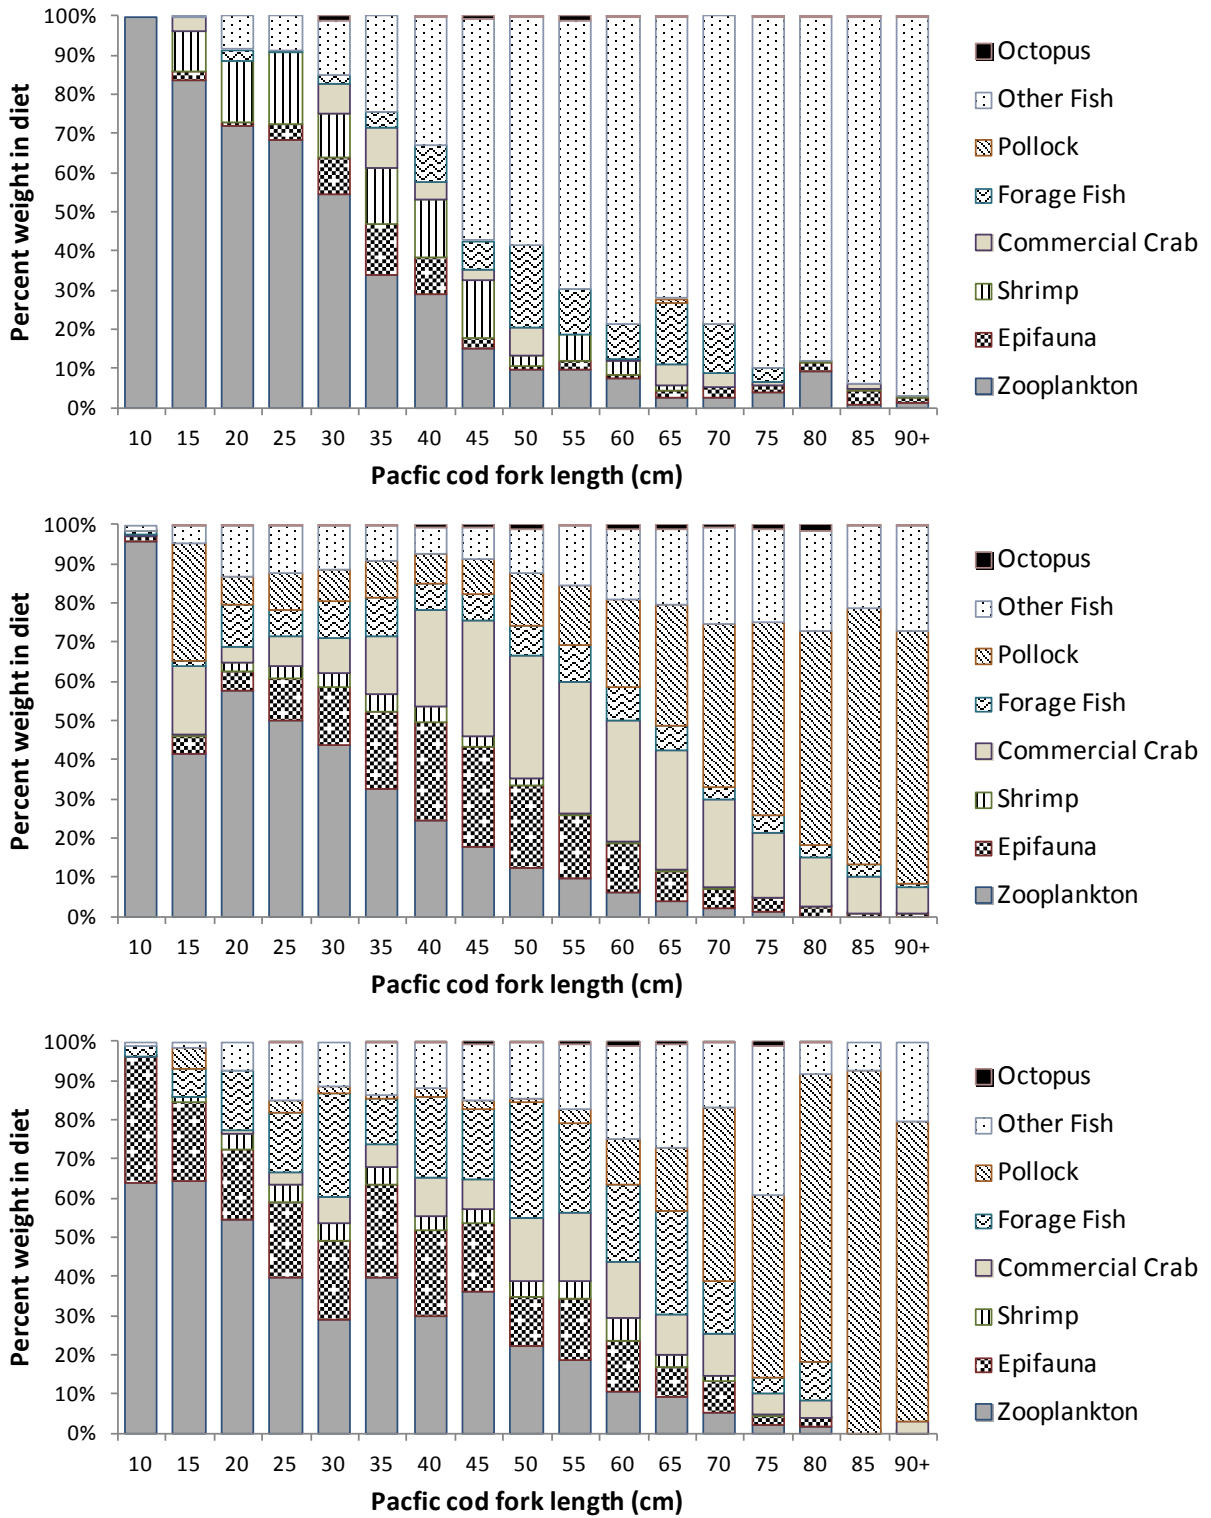 Percent weight in diet
100%
90%
80%
70%
60%
50%
40%
30%
20%
10%
0%
10 15 20 25 30 35 40 45 50 55 60 65 70 75 80 85 90+
Pacfic cod fork length (cm)
Octopus
Other Fish
Pollock
Forage Fish
Commercial Crab
Shrimp
Epifauna
Zooplankton
Percent weight in diet
100%
90%
80%
70%
60%
50%
40%
30%
20%
10%
0%
10 15 20 25 30 35 40 45 50 55 60 65 70 75 80 85 90+
Pacfic cod fork length (cm)
Octopus
Other Fish
Pollock
Forage Fish
Commercial Crab
Shrimp
Epifauna
Zooplankton
Percent weight in diet
100%
90%
80%
70%
60%
50%
40%
30%
20%
10%
0%
10 15 20 25 30 35 40 45 50 55 60 65 70 75 80 85 90+
Pacfic cod fork length (cm)
Octopus
Other Fish
Pollock
Forage Fish
Commercial Crab
Shrimp
Epifauna
Zooplankton